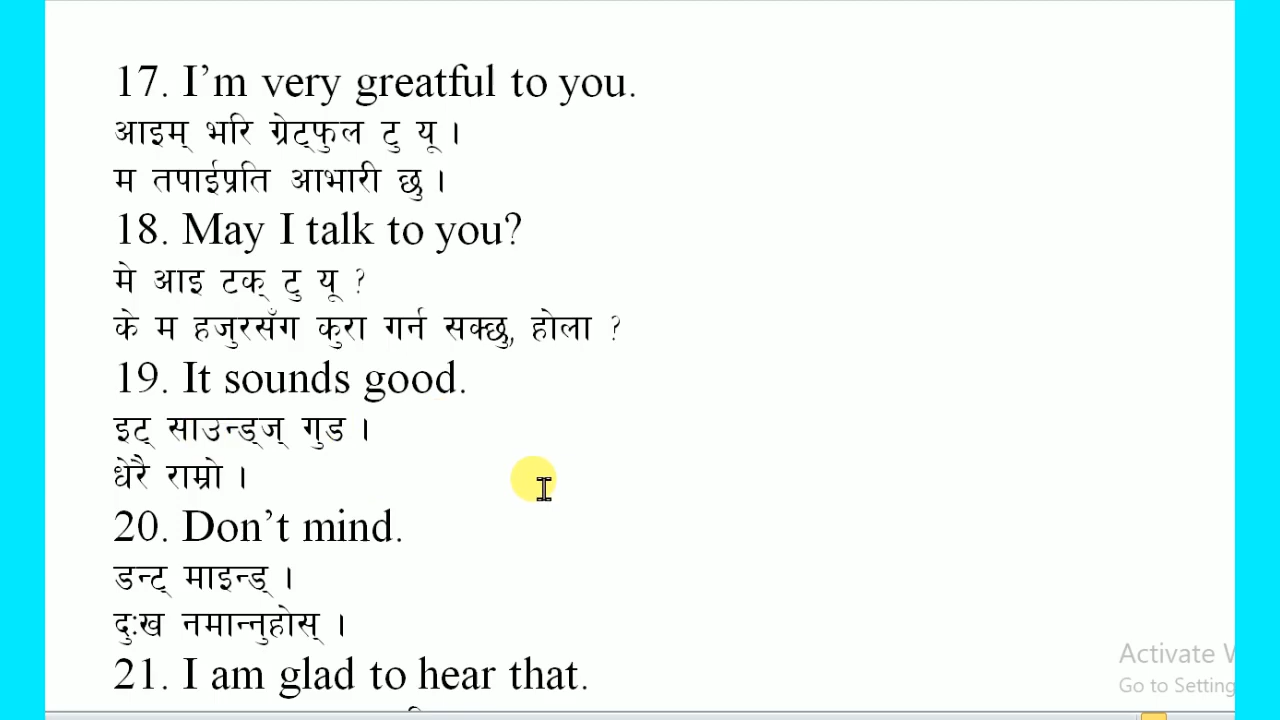 17. I’m very greatful to you.
आइम् भरि ग्रेट्फुल टु यू ।
म तपाईप्रति आभारी छु ।
18. May I talk to you?
मे आइ टक् टु यू ?
के म हजुरसँग कुरा गर्न सक्छु, होला ?
19. It sounds good.
इट् साउन्ड्ज् गुड ।
धेरै राम्रो ।
20. Don’t mind.
डन्ट् माइन्ड् ।
दुःख नमान्नुहोस् ।
21. I am glad to hear that.
Activate
Go to Setting